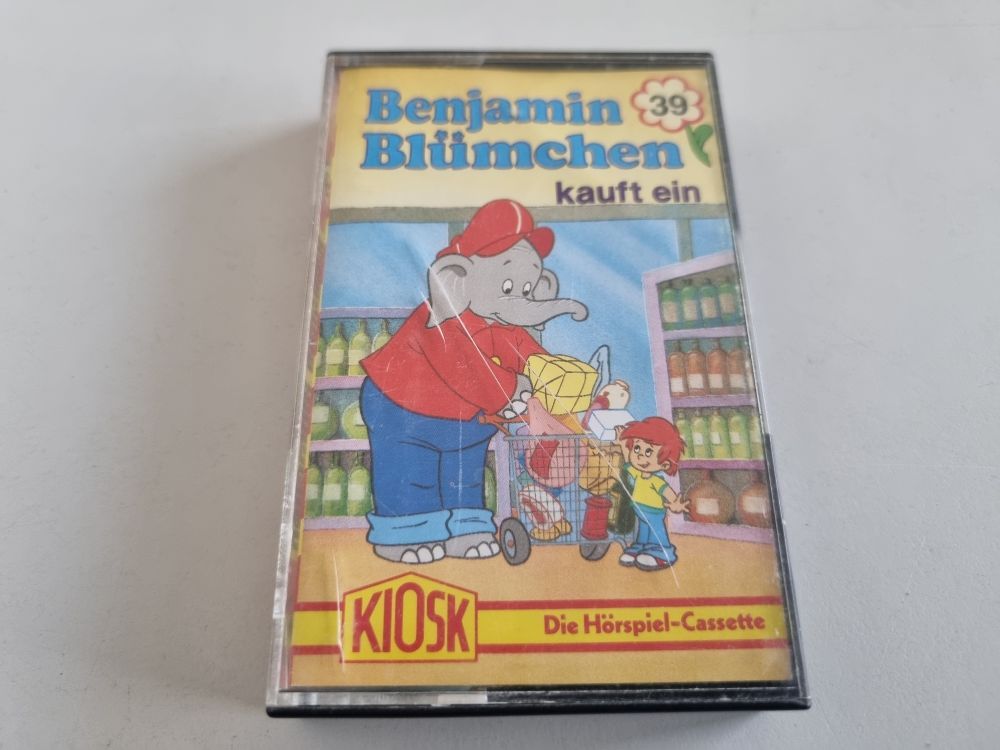 Benjamin
39
Blümchen
kauft ein
KIOSK
Die Hörspiel-Cassette